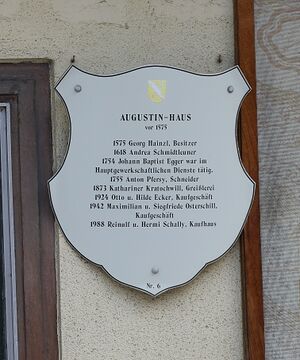 AUGUSTIN-HAUS
vor 1575
1575 Georg Hainzl, Besitzer
1618 Andrea Schmidtleuner
1754 Johann Baptist Egger war im
Hauptgewerkschaftlichen Dienste tätig.
1755 Anton Pfersy, Schneider
1873 Kathariner Kratochwill, Greißlerei
1924 Otto u. Hilde Ecker, Kaufgeschäft
1942 Maximilian u. Siegfriede Osterschill,
Kaufgeschäft
1988 Reinulf u. Hermi Schally, Kaufhaus
Nr. 6